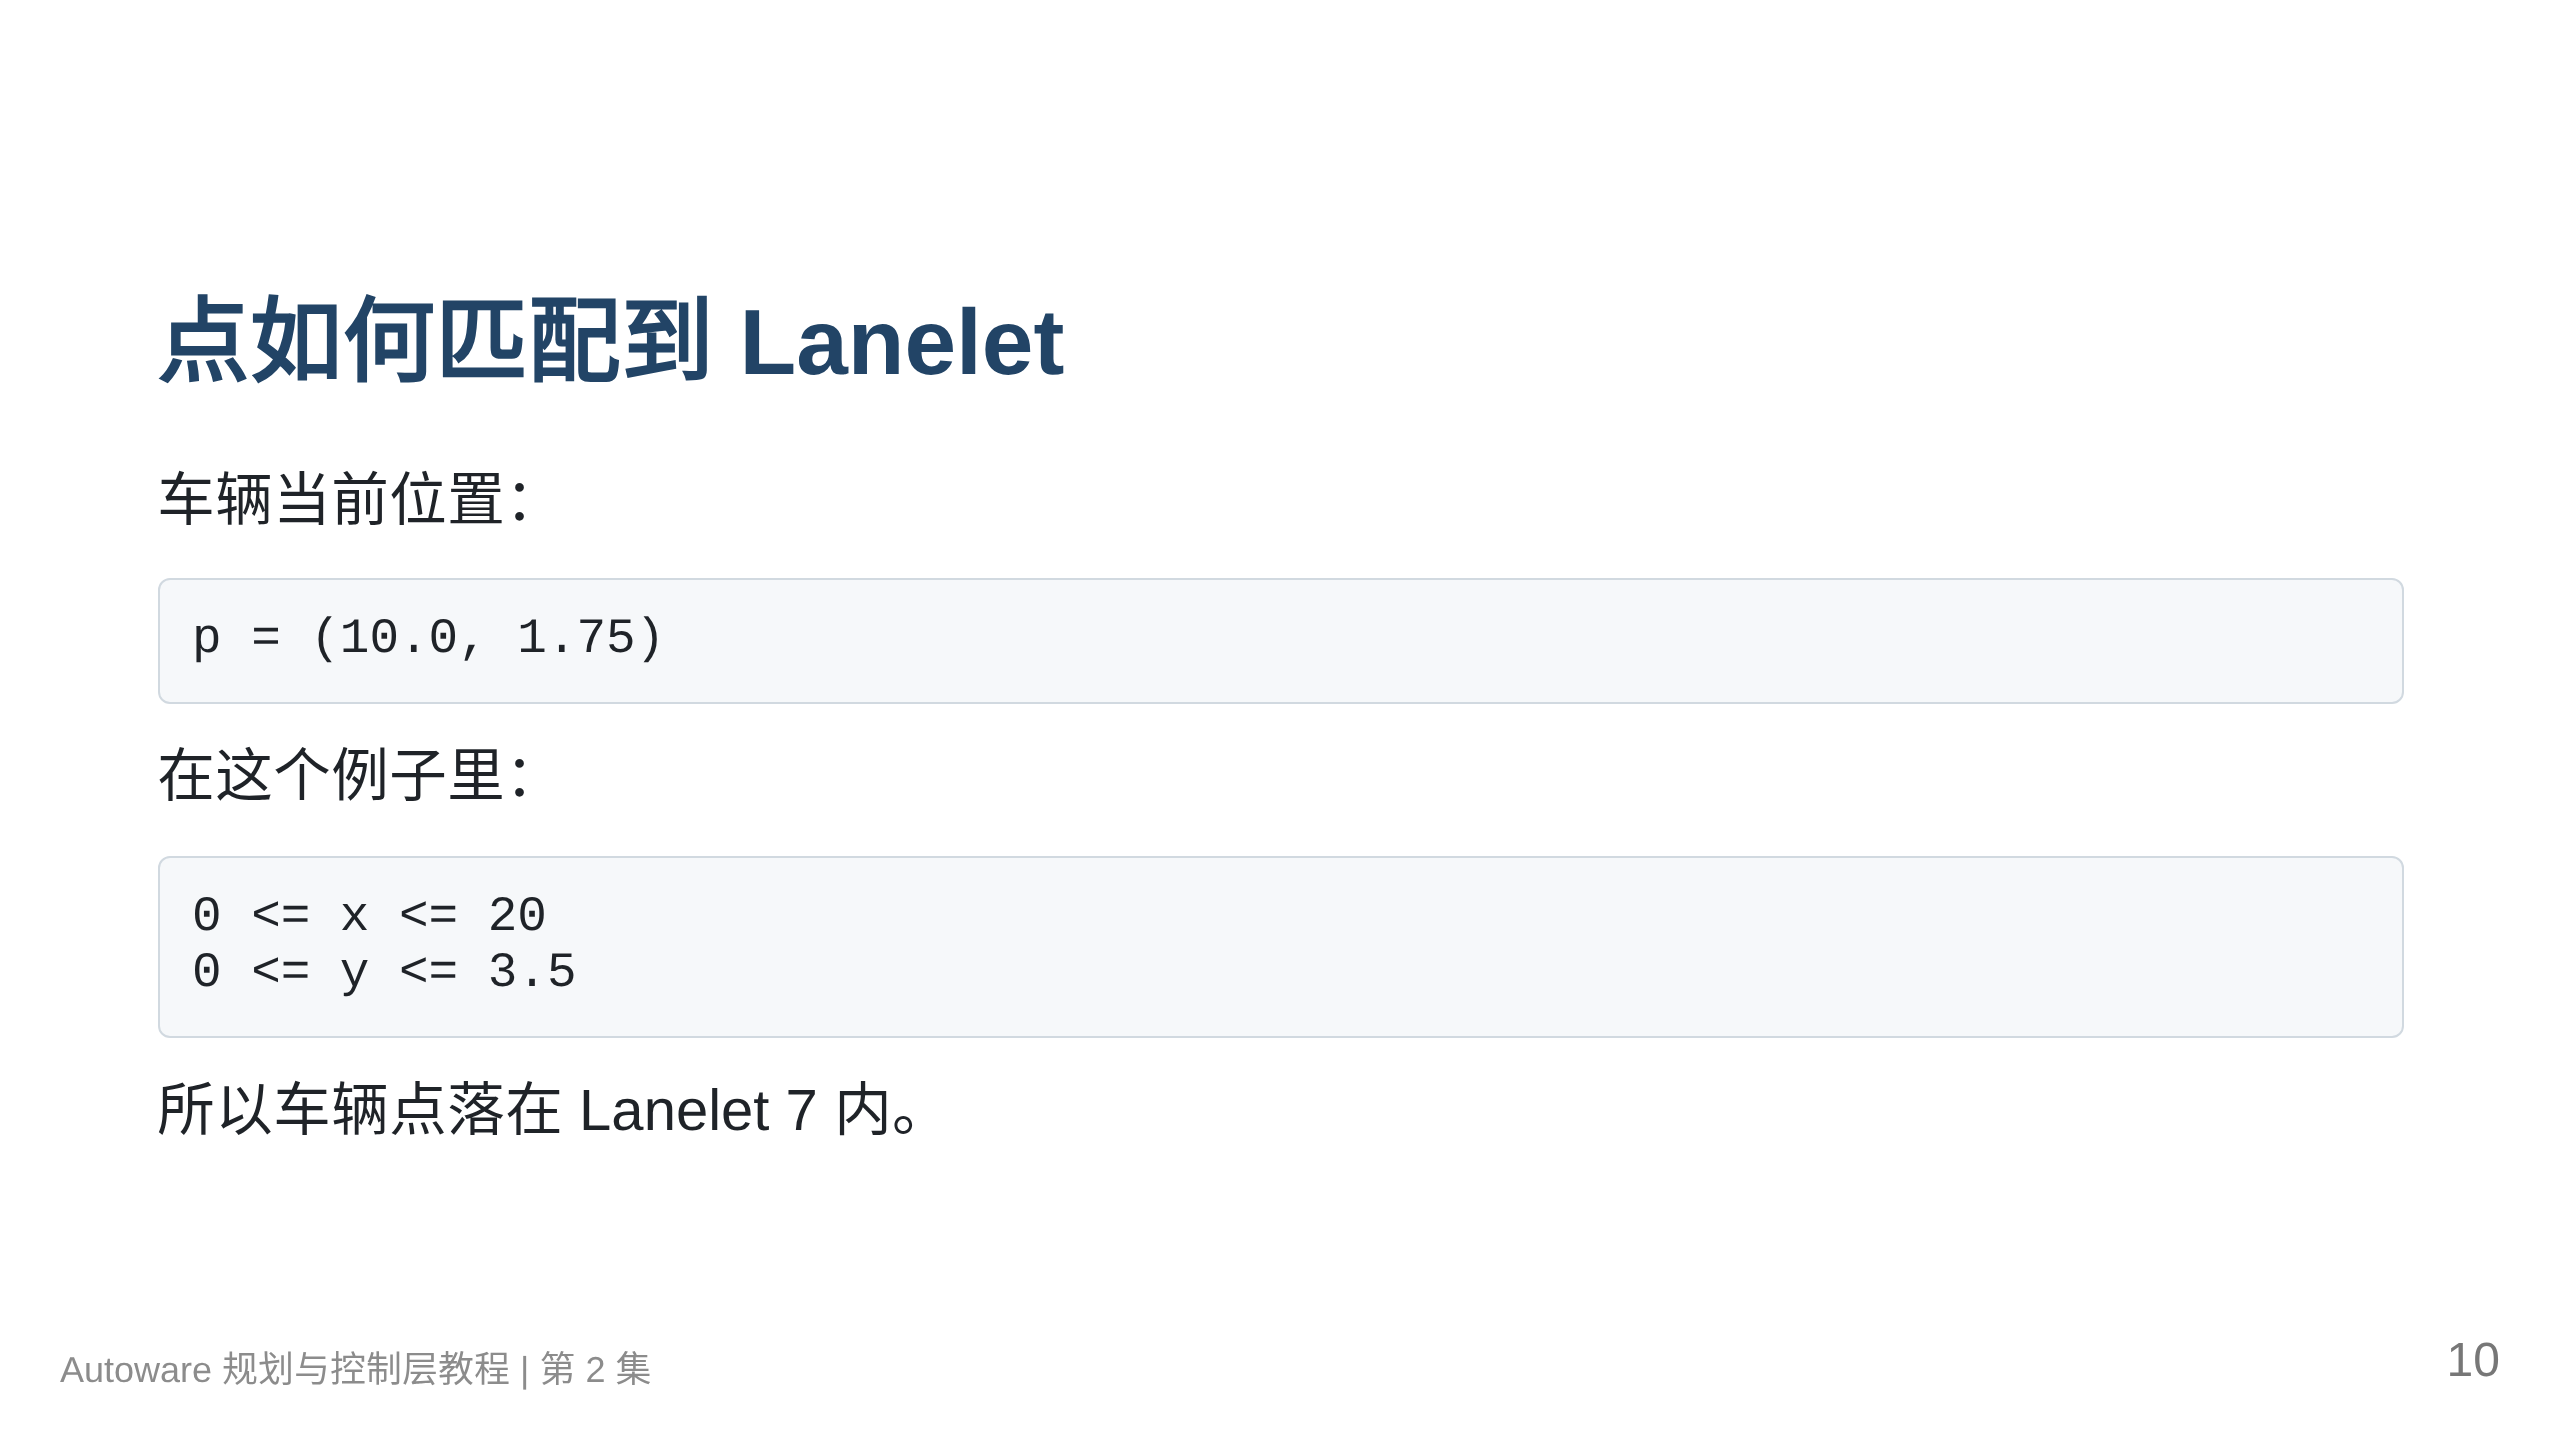 点如何匹配到 Lanelet
车辆当前位置：
p = (10.0, 1.75)
在这个例子里：
0 <= x <= 20
0 <= y <= 3.5
所以车辆点落在 Lanelet 7 内。
Autoware 规划与控制层教程 | 第 2 集
10